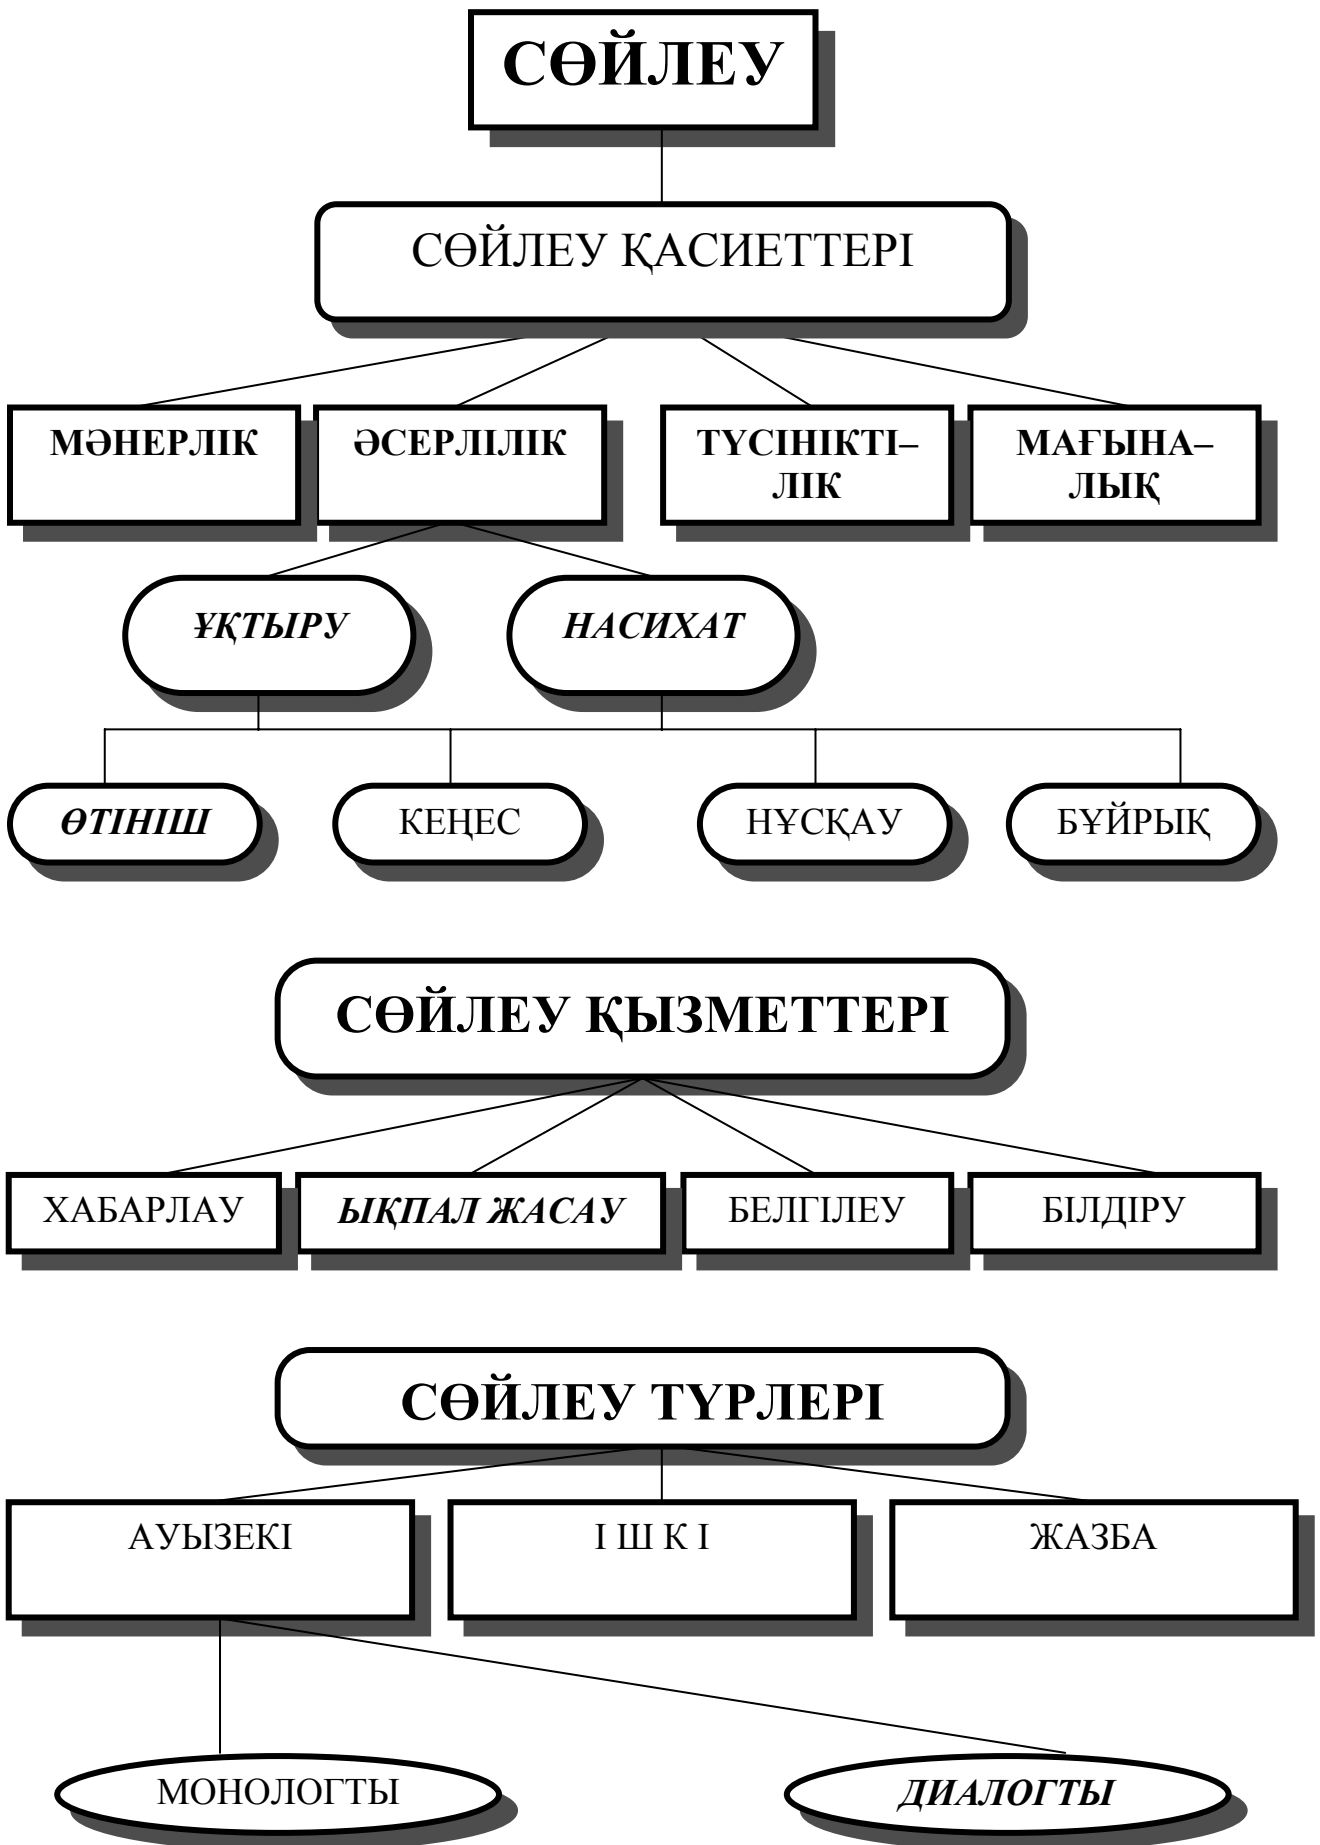 СӨЙЛЕУ
СӨЙЛЕУ ҚАСИЕТТЕРІ
МӘНЕРЛІК
ӘСЕРЛІЛІК
ТҮСІНІКТІ–
ЛІК
МАҒЫНА–
ЛЫҚ
ҰҚТЫРУ
НАСИХАТ
ӨТІНІШ
КЕҢЕС
НҰСҚАУ
БҰЙРЫҚ
СӨЙЛЕУ ҚЫЗМЕТТЕРІ
ХАБАРЛАУ
ЫҚПАЛ ЖАСАУ
БЕЛГІЛЕУ
БІЛДІРУ
СӨЙЛЕУ ТҮРЛЕРІ
АУЫЗЕКІ
І Ш К І
ЖАЗБА
МОНОЛОГТЫ
ДИАЛОГТЫ